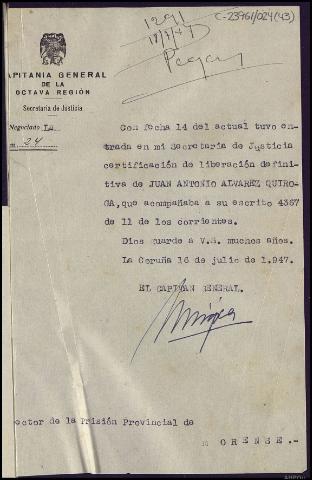 C-23961/024(43)
1291
APITANIA GENERAL
DE LA
OCTAVA REGIÓN
Secretaria de Justicia
Negociado
24
Con fecha 14 del actual tuvo en-
trada en mi Secretaria de Justicia
certificación de liberación defini-
tiva de JUAN ANTONIO ALVAREZ QUIRO-
GA, que acompañaba a su escrito 4367
de 11 de los corrientes.
Dios guarde a V.S. muchos años.
La Coruña 16 de julio de 1.947.
EL CAPITAN GENERAL.
ector de la Prisión Provincial de
ORENSE.-